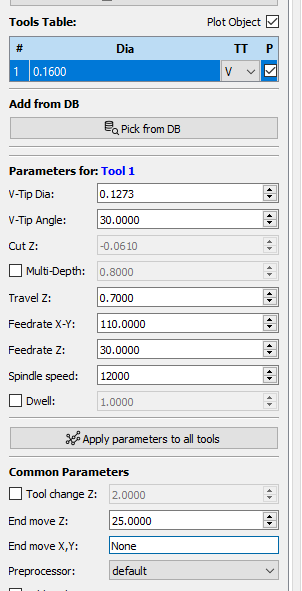 Tools Table: Plot Object
# Dia TT P
1 0.1600 V
Add from DB
Pick from DB
Parameters for: Tool 1
V-Tip Dia: 0.1273
V-Tip Angle: 30.0000
Cut Z: -0.0610
Multi-Depth: 0.8000
Travel Z: 0.7000
Feedrate X-Y: 110.0000
Feedrate Z: 30.0000
Spindle speed: 12000
Dwell: 1.0000
Apply parameters to all tools
Common Parameters
Tool change Z: 2.0000
End move Z: 25.0000
End move X,Y: None
Preprocessor: default